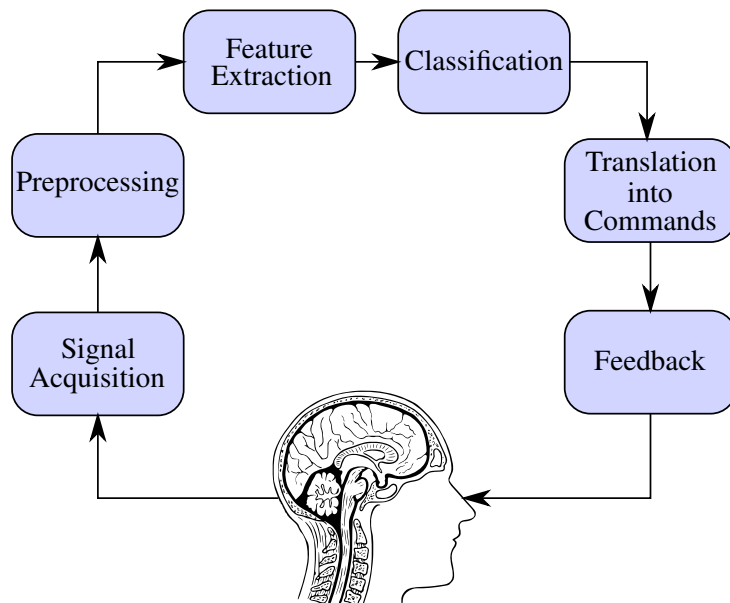 Feature
Extraction
Classification
Preprocessing
Translation
into
Commands
Signal
Acquisition
Feedback